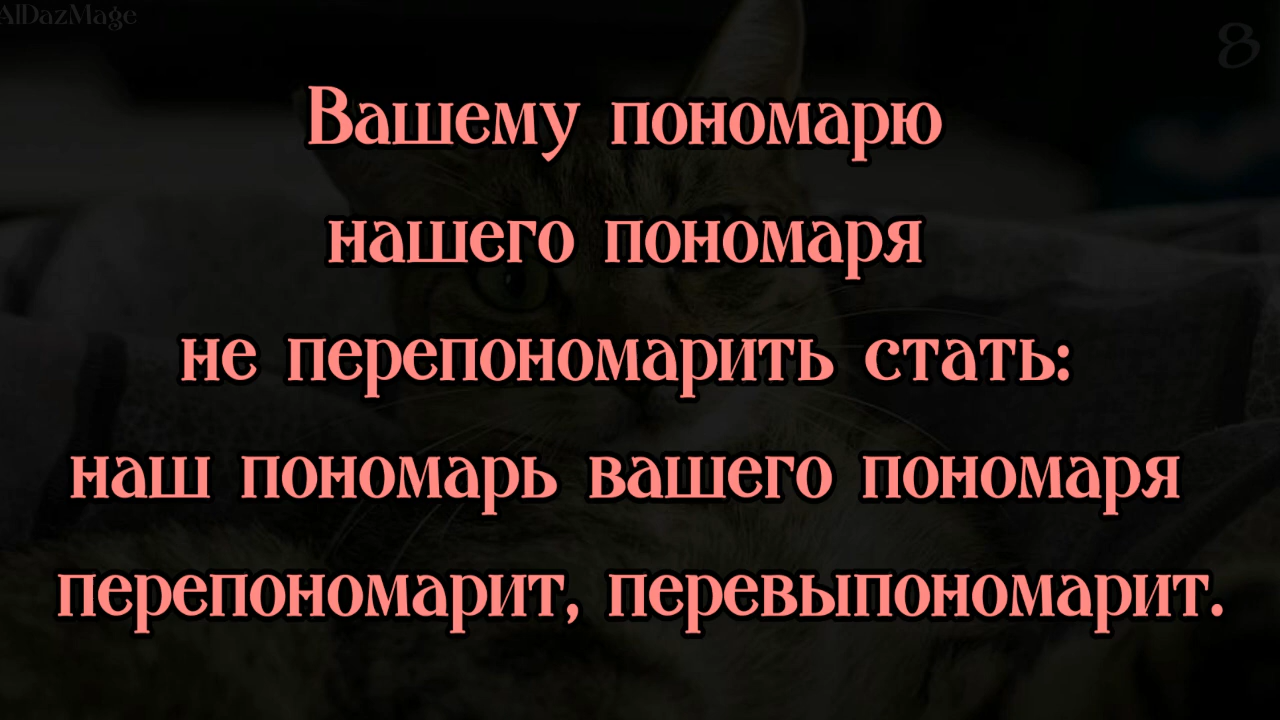 AlDazMage
8
Вашему пономарю
нашего пономаря
не перепономарить стать:
наш пономарь вашего пономаря
перепономарит, перевыпономарит.